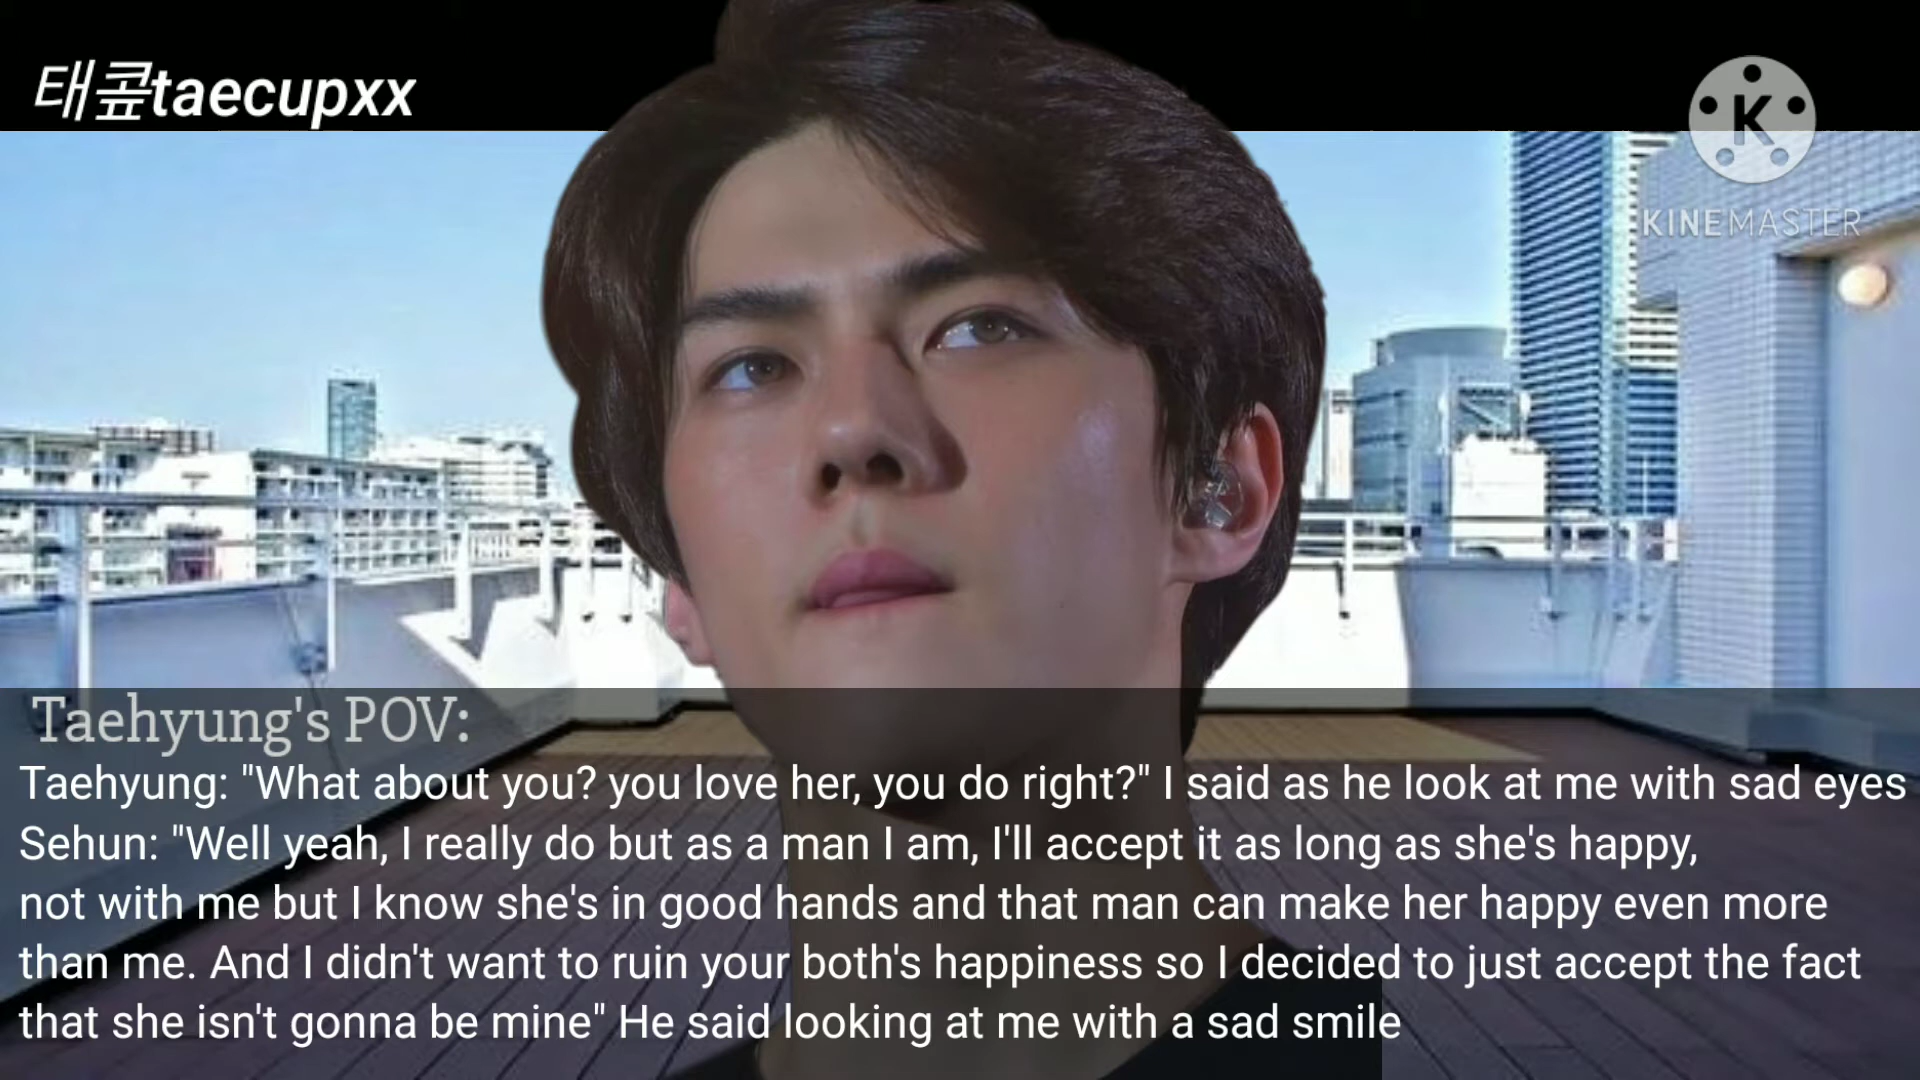 태콮taecupxx
KINEMASTER
Taehyung's POV:
Taehyung: "What about you? you love her, you do right?" I said as he look at me with sad eyes
Sehun: "Well yeah, I really do but as a man I am, I'll accept it as long as she's happy,
not with me but I know she's in good hands and that man can make her happy even more
than me. And I didn't want to ruin your both's happiness so I decided to just accept the fact
that she isn't gonna be mine" He said looking at me with a sad smile